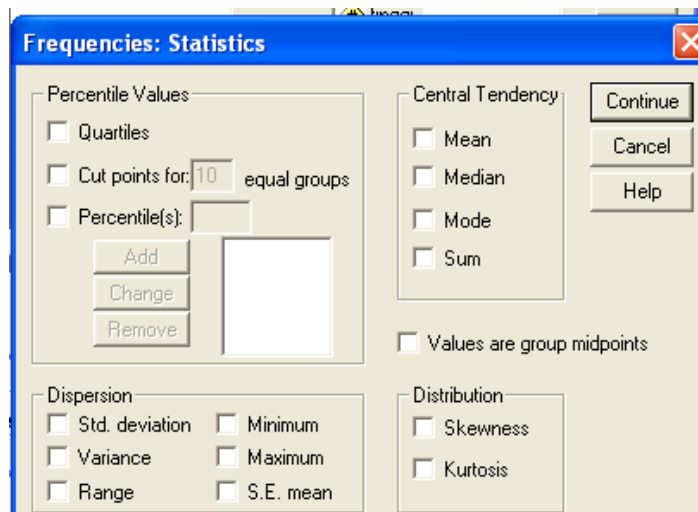 tinggi
Frequencies: Statistics
Percentile Values
Quartiles
Cut points for: 10 equal groups
Percentile(s):
Add
Change
Remove
Central Tendency
Mean
Median
Mode
Sum
Continue
Cancel
Help
Values are group midpoints
Dispersion
Std. deviation
Minimum
Variance
Maximum
Range
S.E. mean
Distribution
Skewness
Kurtosis